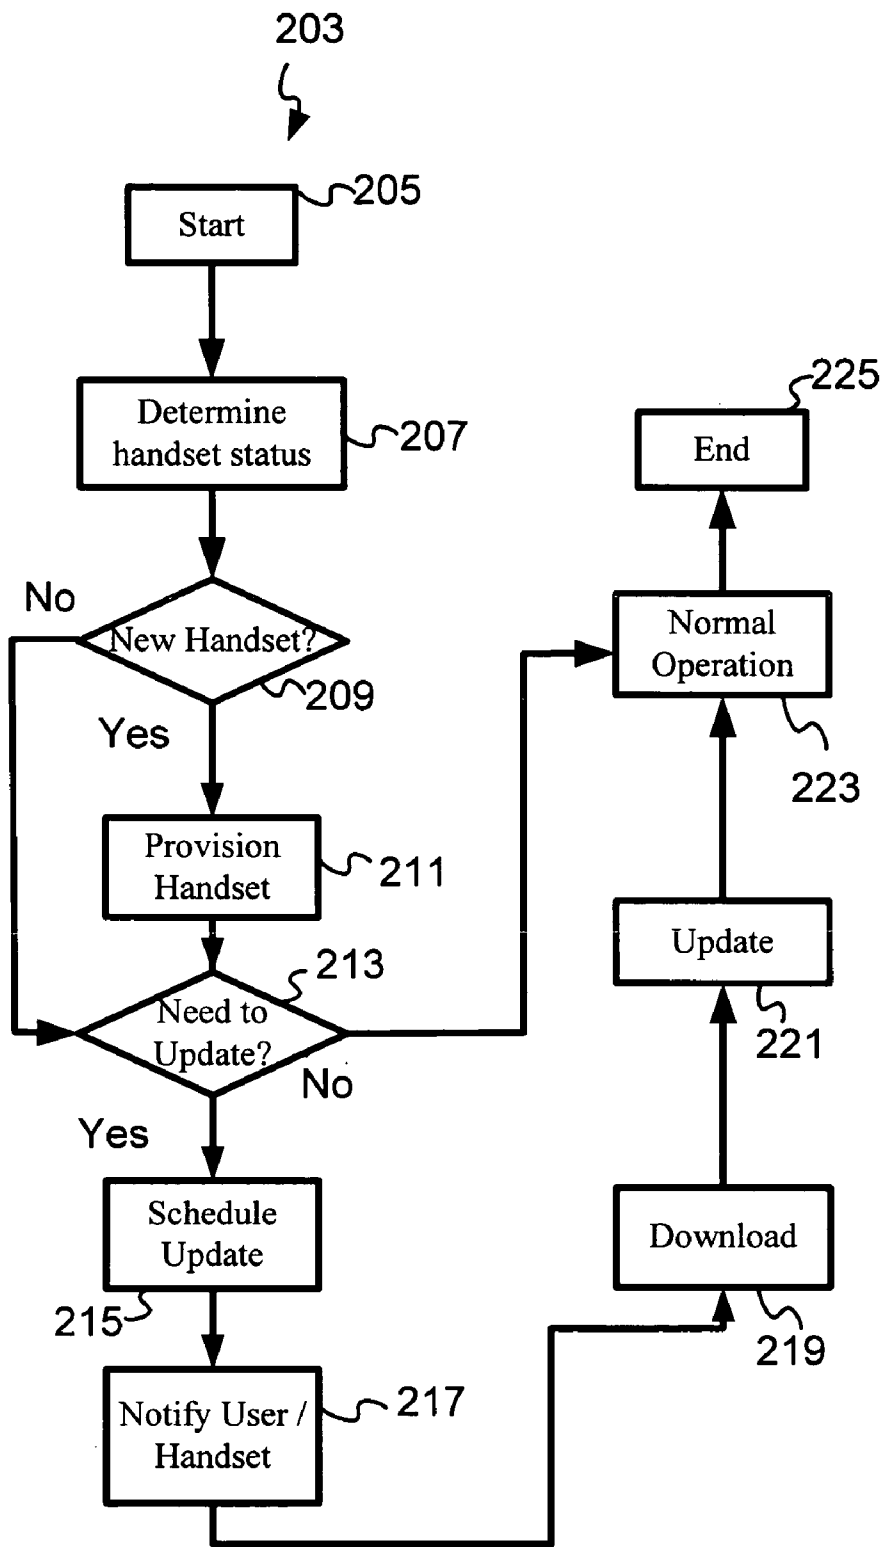 203
205
Start
Determine
handset status
207
No
New Handset?
209
Yes
Provision
Handset
211
213
Need to
Update?
No
Yes
Schedule
Update
215
Notify User /
Handset
217
225
End
Normal
Operation
223
Update
221
Download
219